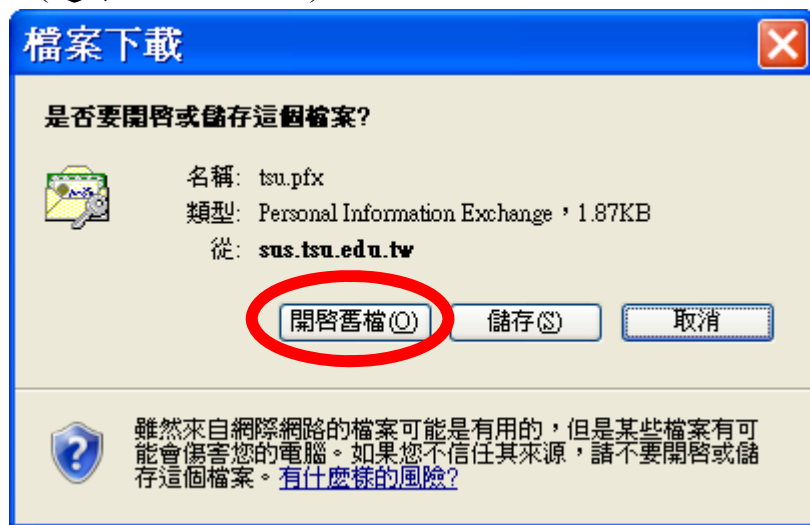 檔案下載
是否要開啓或儲存這個檔案?
名稱: tsu.pfx
類型: Personal Information Exchange，1.87KB
從: sus.tsu.edu.tw
開啓舊檔(O) 儲存(S) 取消
雖然來自網際網路的檔案可能是有用的，但是某些檔案有可
能會傷害您的電腦。如果您不信任其來源，請不要開啓或儲
存這個檔案。有什麼樣的風險?